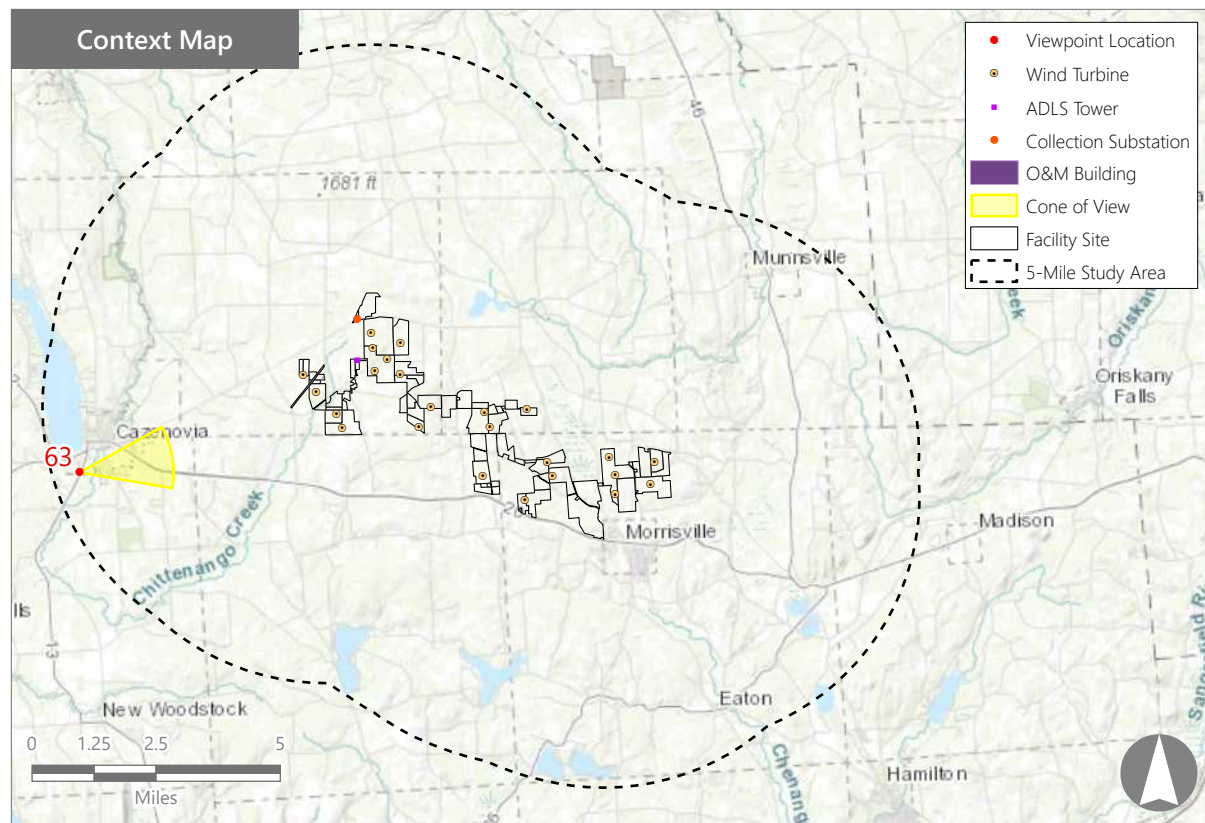 Context Map
Viewpoint Location
Wind Turbine
ADLS Tower
Collection Substation
O&M Building
Cone of View
Facility Site
5-Mile Study Area
46
1681 ft
Munnsville
Oriskany
Falls
Cazenovia
63
20
Morrisville
Madison
Chittenango Creek
lls
13
New Woodstock
Eaton
Hamilton
0 1.25 2.5 5
Miles